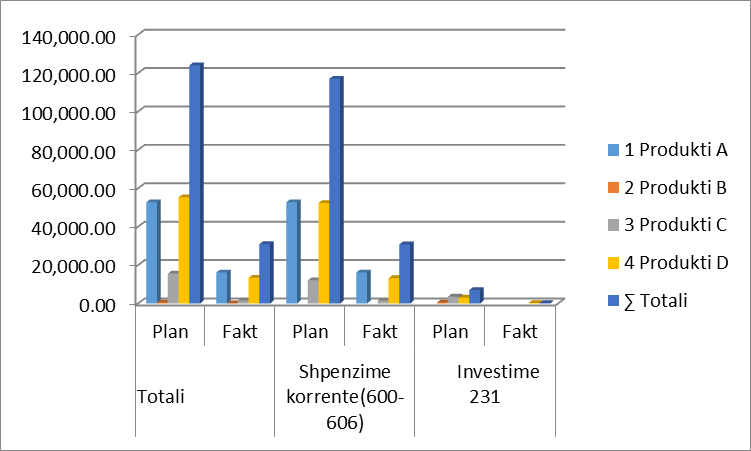 140,000.00
120,000.00
100,000.00
80,000.00
60,000.00
40,000.00
20,000.00
0.00
Plan Fakt Plan Fakt Plan Fakt
Totali
Shpenzime
korrente(600-
606)
Investime
231
1 Produkti A
2 Produkti B
3 Produkti C
4 Produkti D
∑ Totali